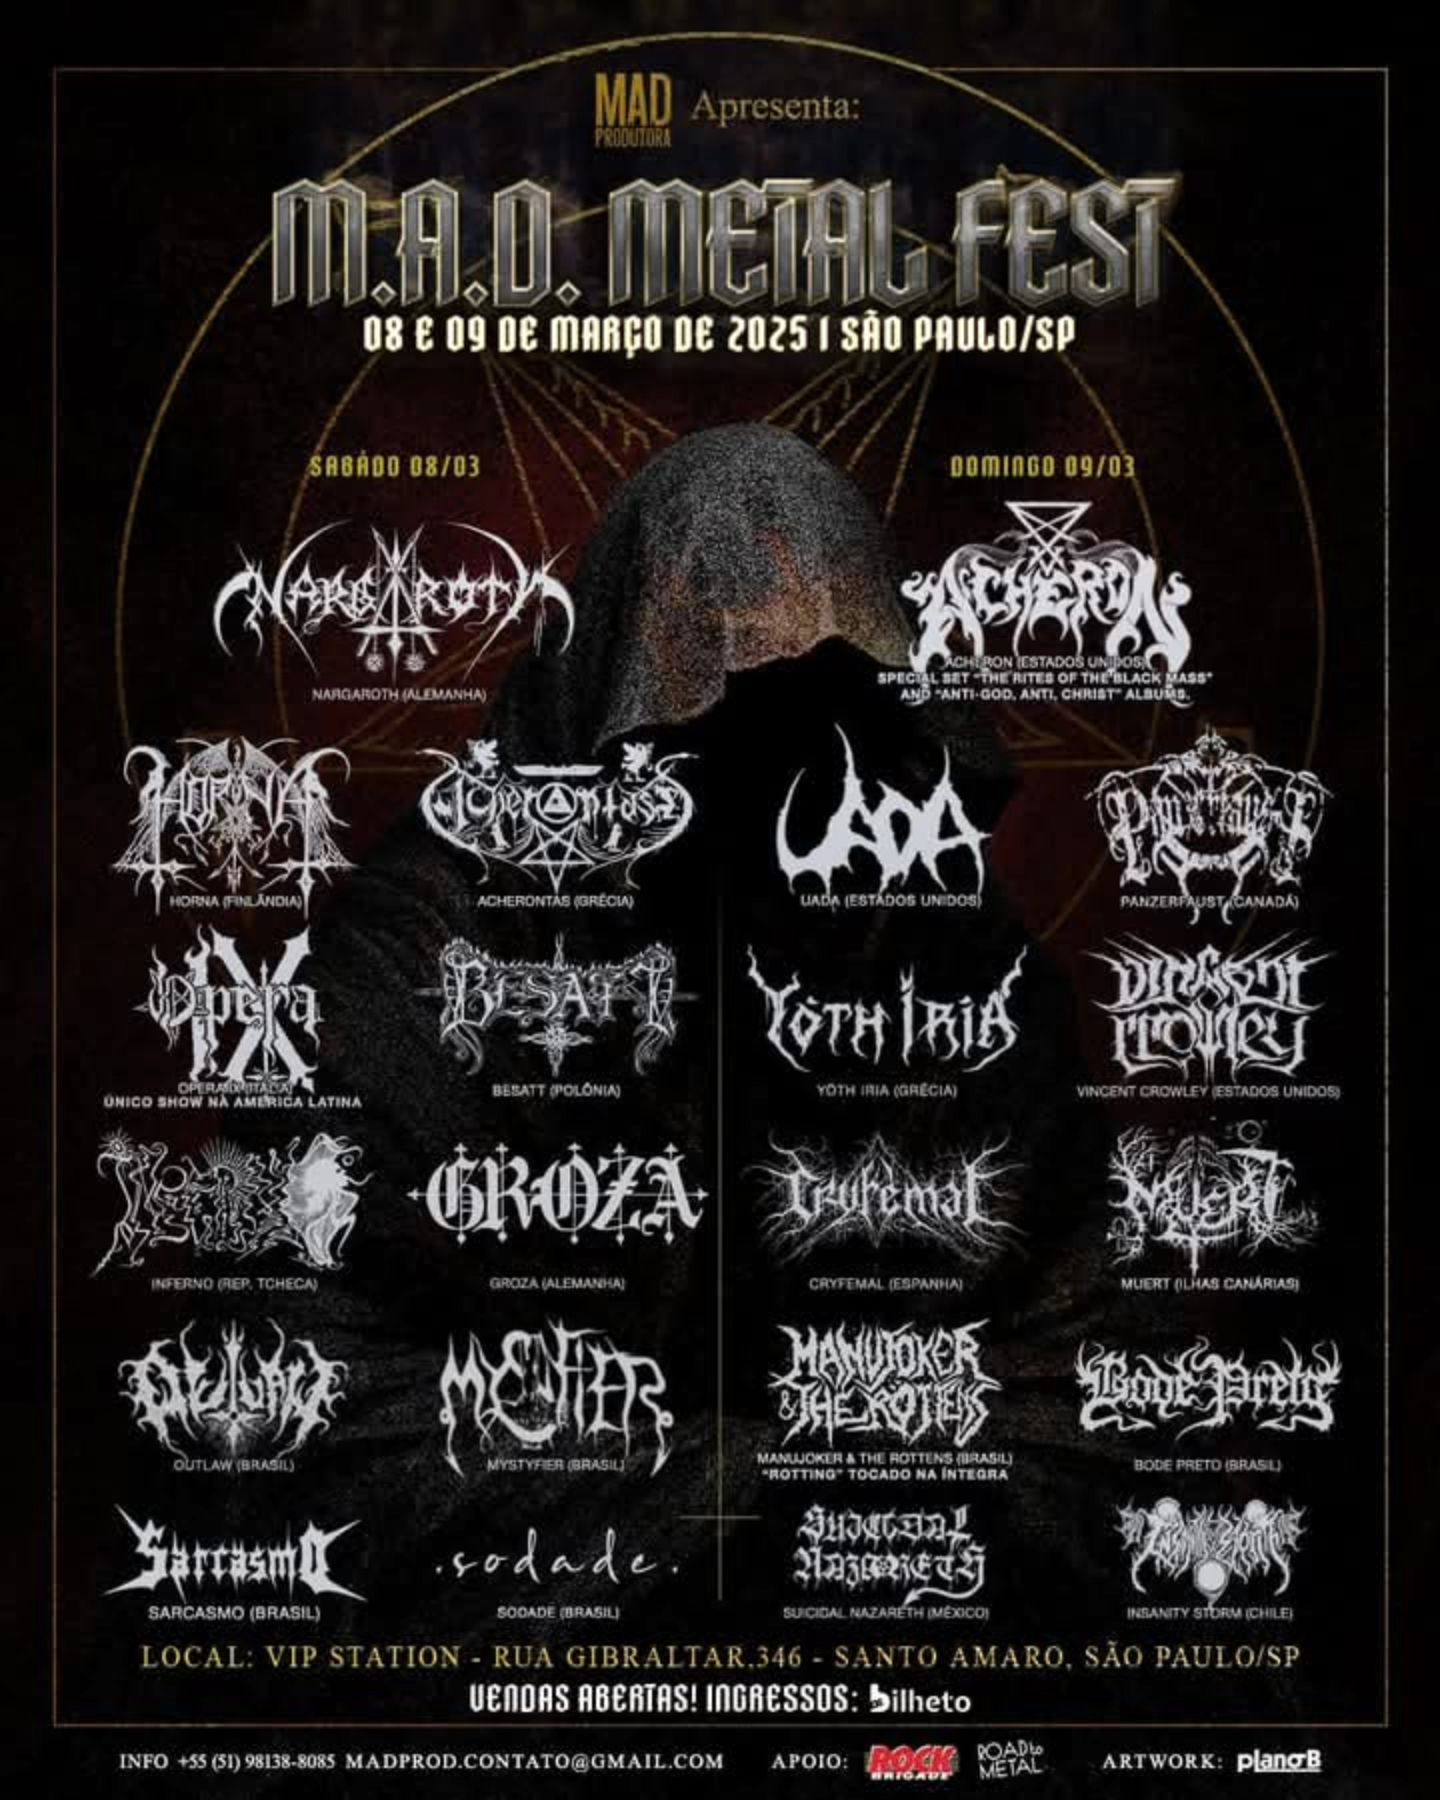 MAD
PRODUTORA
Apresenta:
M.A.D. METAL FEST
08 E 09 DE MARÇO DE 2025 | SÃO PAULO/SP
SABÁDO 08/03
NARGAROTH
NARGAROTH (ALEMANHA)
HORNA
HORNA (FINLÂNDIA)
Acherontas
ACHERONTAS (GRÉCIA)
Opera IX
OPERA IX (ITÁLIA)
ÚNICO SHOW NA AMÉRICA LATINA
BESATT
BESATT (POLÔNIA)
INFERNO (REP. TCHECA)
GROZA
GROZA (ALEMANHA)
OUTLAW
OUTLAW (BRASIL)
MYSTIFIER
MYSTYFIER (BRASIL)
Sarcasmo
SARCASMO (BRASIL)
.sodade.
SODADE (BRASIL)
DOMINGO 09/03
ACHERON
ACHERON (ESTADOS UNIDOS)
SPECIAL SET "THE RITES OF THE BLACK MASS"
AND "ANTI-GOD, ANTI, CHRIST" ALBUMS.
UADA
UADA (ESTADOS UNIDOS)
Panzerfaust
PANZERFAUST (CANADÁ)
YOTH IRIA
YOTH IRIA (GRÉCIA)
VINCENT
CROWLEY
VINCENT CROWLEY (ESTADOS UNIDOS)
Cryfemal
CRYFEMAL (ESPANHA)
MUERT
MUERT (ILHAS CANÁRIAS)
MANUJOKER
& THE ROTTENS
MANUJOKER & THE ROTTENS (BRASIL)
"ROTTING" TOCADO NA ÍNTEGRA
Bode Preto
BODE PRETO (BRASIL)
SUICIDAL
NAZARETH
SUICIDAL NAZARETH (MÉXICO)
INSANITY STORM (CHILE)
LOCAL: VIP STATION - RUA GIBRALTAR,346 - SANTO AMARO, SÃO PAULO/SP
VENDAS ABERTAS! INGRESSOS: bilheto
INFO +55 (51) 98138-8085 MADPROD.CONTATO@GMAIL.COM
APOIO: ROCK
BRIGADE
ROAD to
METAL
ARTWORK: planoB